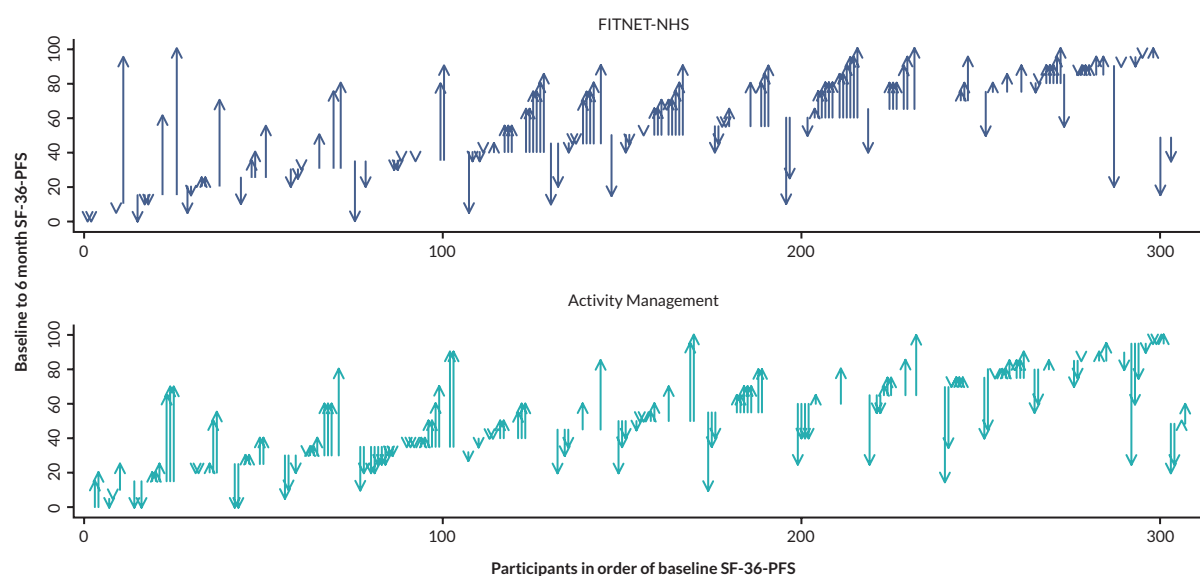 FITNET-NHS
100
80
60
40
20
0
0 100 200 300
Baseline to 6 month SF-36-PFS
Activity Management
100
80
60
40
20
0
0 100 200 300
Participants in order of baseline SF-36-PFS